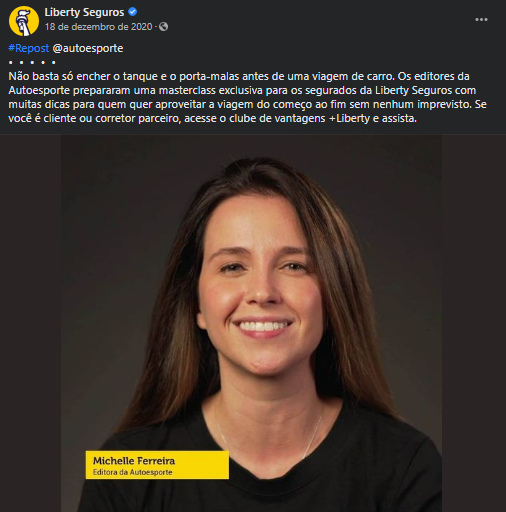 Liberty Seguros
18 de dezembro de 2020 ·
#Repost @autoesporte
• • • • •
Não basta só encher o tanque e o porta-malas antes de uma viagem de carro. Os editores da
Autoesporte prepararam uma masterclass exclusiva para os segurados da Liberty Seguros com
muitas dicas para quem quer aproveitar a viagem do começo ao fim sem nenhum imprevisto. Se
você é cliente ou corretor parceiro, acesse o clube de vantagens +Liberty e assista.
Michelle Ferreira
Editora da Autoesporte